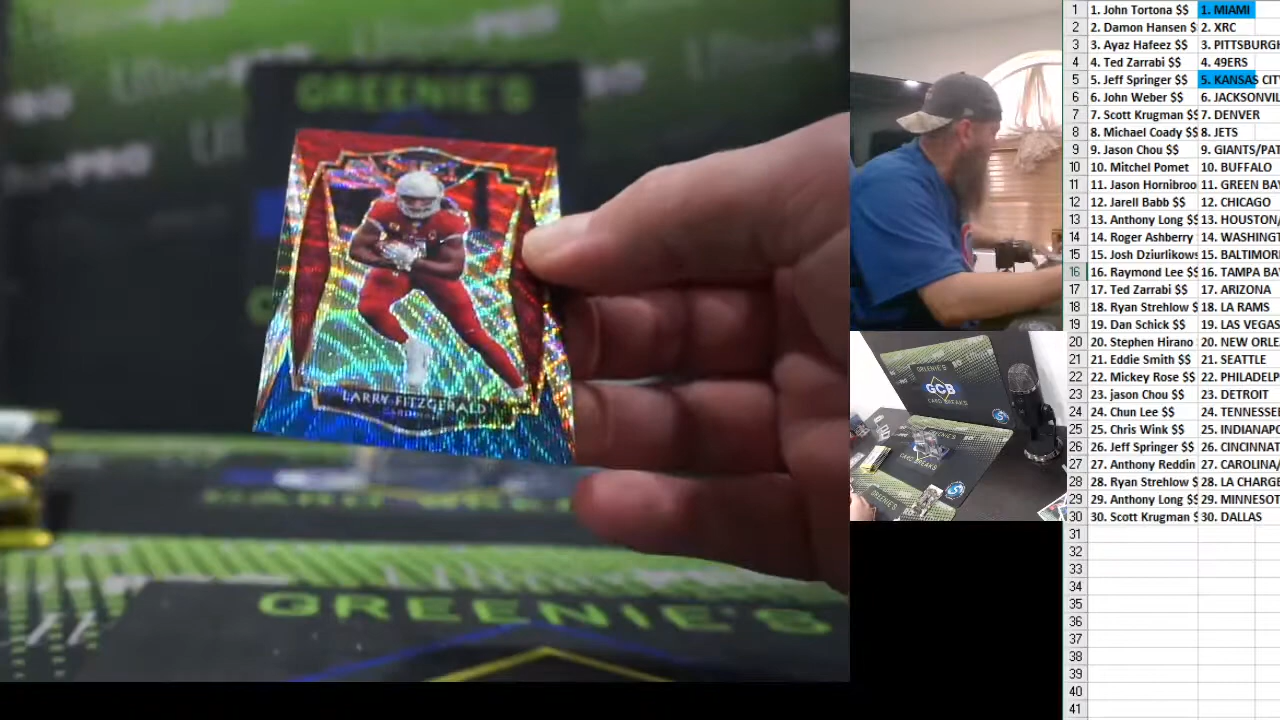 GREENIE'S
LARRY FITZGERALD
GREENIE'S
GREENIE'S
GCB
CARD BREAKS
CARD BREAKS
GREENIE'S
1 1. John Tortona $$ 1. MIAMI
2 2. Damon Hansen $ 2. XRC
3 3. Ayaz Hafeez $$ 3. PITTSBURGH
4 4. Ted Zarrabi $$ 4. 49ERS
5 5. Jeff Springer $$ 5. KANSAS CITY
6 6. John Weber $$ 6. JACKSONVIL
7 7. Scott Krugman $$ 7. DENVER
8 8. Michael Coady $$ 8. JETS
9 9. Jason Chou $$ 9. GIANTS/PAT
10 10. Mitchel Pomet 10. BUFFALO
11 11. Jason Hornibroo 11. GREEN BAY
12 12. Jarell Babb $$ 12. CHICAGO
13 13. Anthony Long $$ 13. HOUSTON/
14 14. Roger Ashberry 14. WASHINGT
15 15. Josh Dziurlikows 15. BALTIMOR
16 16. Raymond Lee $$ 16. TAMPA BA
17 17. Ted Zarrabi $$ 17. ARIZONA
18 18. Ryan Strehlow $ 18. LA RAMS
19 19. Dan Schick $$ 19. LAS VEGAS
20 20. Stephen Hirano 20. NEW ORLE
21 21. Eddie Smith $$ 21. SEATTLE
22 22. Mickey Rose $$ 22. PHILADELP
23 23. jason Chou $$ 23. DETROIT
24 24. Chun Lee $$ 24. TENNESSE
25 25. Chris Wink $$ 25. INDIANAPO
26 26. Jeff Springer $$ 26. CINCINNAT
27 27. Anthony Reddin 27. CAROLINA/
28 28. Ryan Strehlow $ 28. LA CHARGE
29 29. Anthony Long $$ 29. MINNESOT
30 30. Scott Krugman $ 30. DALLAS
31
32
33
34
35
36
37
38
39
40
41